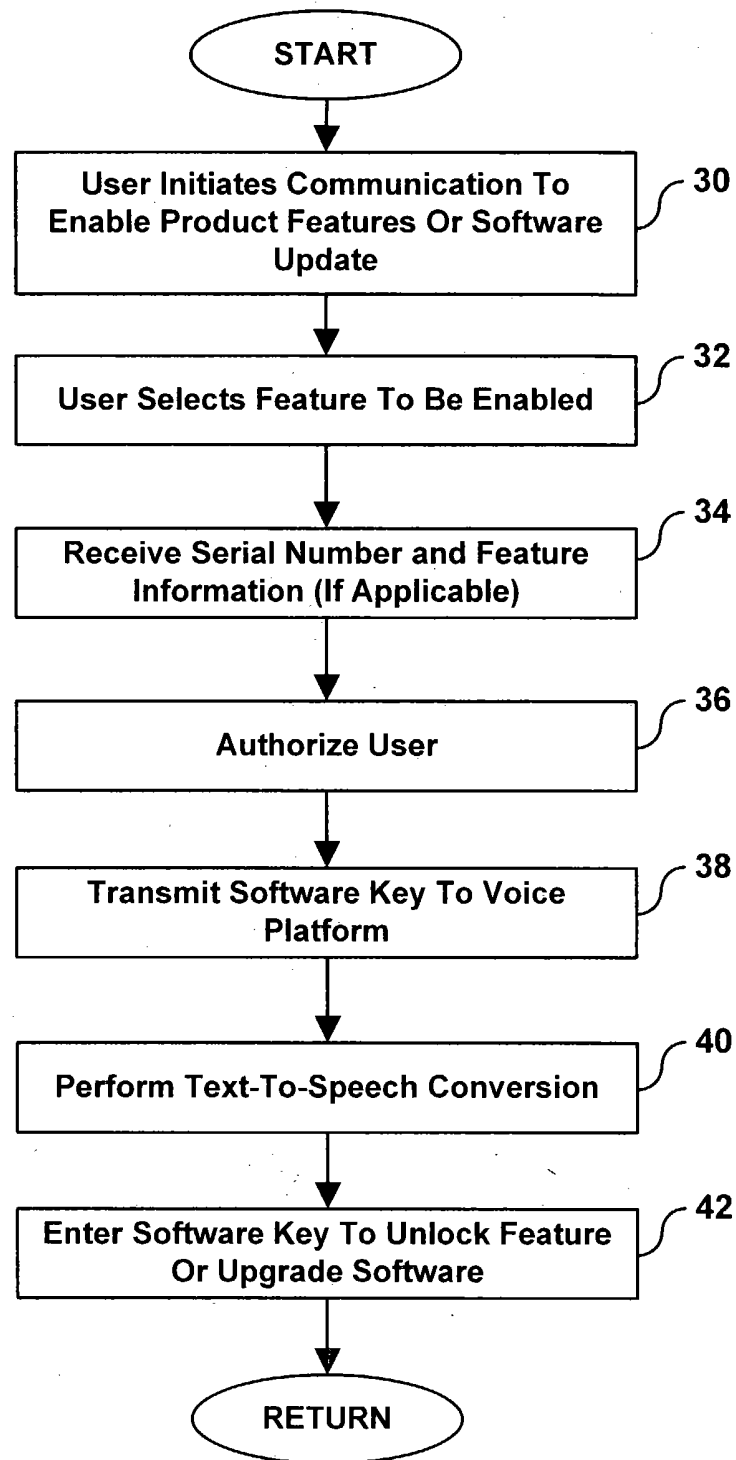 START
User Initiates Communication To
Enable Product Features Or Software
Update
30
User Selects Feature To Be Enabled
32
Receive Serial Number and Feature
Information (If Applicable)
34
Authorize User
36
Transmit Software Key To Voice
Platform
38
Perform Text-To-Speech Conversion
40
Enter Software Key To Unlock Feature
Or Upgrade Software
42
RETURN